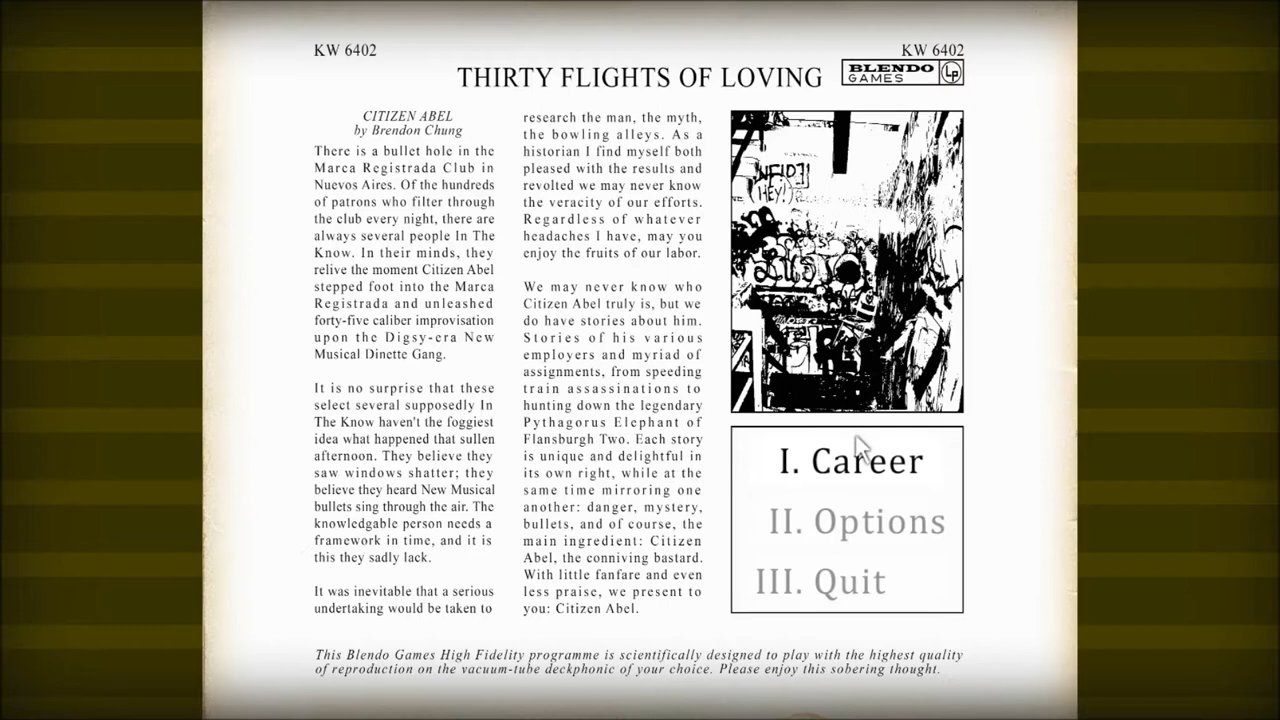 KW 6402
KW 6402
THIRTY FLIGHTS OF LOVING
BLENDO
GAMES
Lp
CITIZEN ABEL
by Brendon Chung
There is a bullet hole in the
Marca Registrada Club in
Nuevos Aires. Of the hundreds
of patrons who filter through
the club every night, there are
always several people In The
Know. In their minds, they
relive the moment Citizen Abel
stepped foot into the Marca
Registrada and unleashed
forty-five caliber improvisation
upon the Digsy-era New
Musical Dinette Gang.
It is no surprise that these
select several supposedly In
The Know haven't the foggiest
idea what happened that sullen
afternoon. They believe they
saw windows shatter; they
believe they heard New Musical
bullets sing through the air. The
knowledgable person needs a
framework in time, and it is
this they sadly lack.
It was inevitable that a serious
undertaking would be taken to
research the man, the myth,
the bowling alleys. As a
historian I find myself both
pleased with the results and
revolted we may never know
the veracity of our efforts.
Regardless of whatever
headaches I have, may you
enjoy the fruits of our labor.
We may never know who
Citizen Abel truly is, but we
do have stories about him.
Stories of his various
employers and myriad of
assignments, from speeding
train assassinations to
hunting down the legendary
Pythagorus Elephant of
Flansburgh Two. Each story
is unique and delightful in
its own right, while at the
same time mirroring one
another: danger, mystery,
bullets, and of course, the
main ingredient: Citizen
Abel, the conniving bastard.
With little fanfare and even
less praise, we present to
you: Citizen Abel.
(HEY!)
I. Career
II. Options
III. Quit
This Blendo Games High Fidelity programme is scientifically designed to play with the highest quality
of reproduction on the vacuum-tube deckphonic of your choice. Please enjoy this sobering thought.